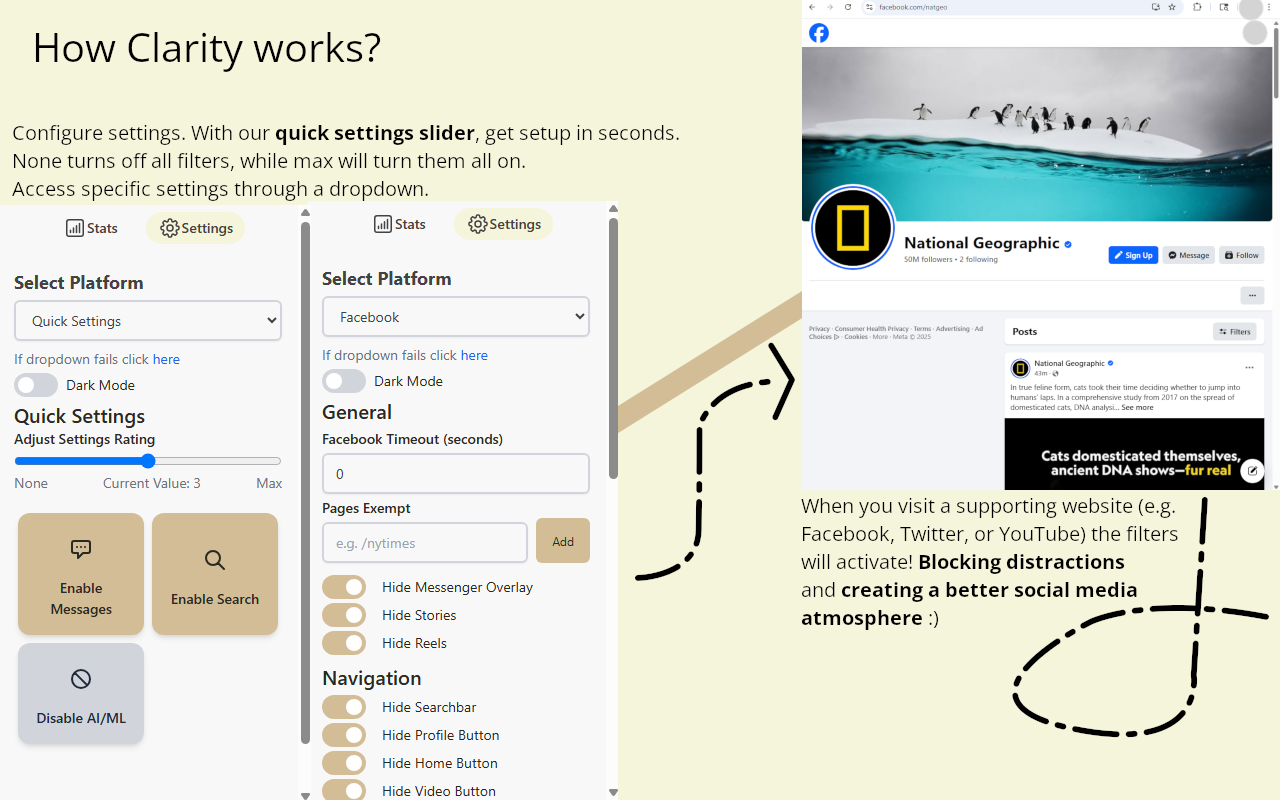 How Clarity works?
Configure settings. With our quick settings slider, get setup in seconds.
None turns off all filters, while max will turn them all on.
Access specific settings through a dropdown.
Stats
Settings
Select Platform
Quick Settings
If dropdown fails click here
Dark Mode
Quick Settings
Adjust Settings Rating
None
Current Value: 3
Max
Enable
Messages
Enable Search
Disable AI/ML
Stats
Settings
Select Platform
Facebook
If dropdown fails click here
Dark Mode
General
Facebook Timeout (seconds)
0
Pages Exempt
e.g. /nytimes
Add
Hide Messenger Overlay
Hide Stories
Hide Reels
Navigation
Hide Searchbar
Hide Profile Button
Hide Home Button
Hide Video Button
facebook.com/natgeo
National Geographic
50M followers • 2 following
Sign Up
Message
Follow
Privacy · Consumer Health Privacy · Terms · Advertising · Ad
Choices · Cookies · More · Meta © 2025
Posts
Filters
National Geographic
43m ·
In true feline form, cats took their time deciding whether to jump into
humans' laps. In a comprehensive study from 2017 on the spread of
domesticated cats, DNA analysi... See more
Cats domesticated themselves,
ancient DNA shows—fur real
When you visit a supporting website (e.g.
Facebook, Twitter, or YouTube) the filters
will activate! Blocking distractions
and creating a better social media
atmosphere :)